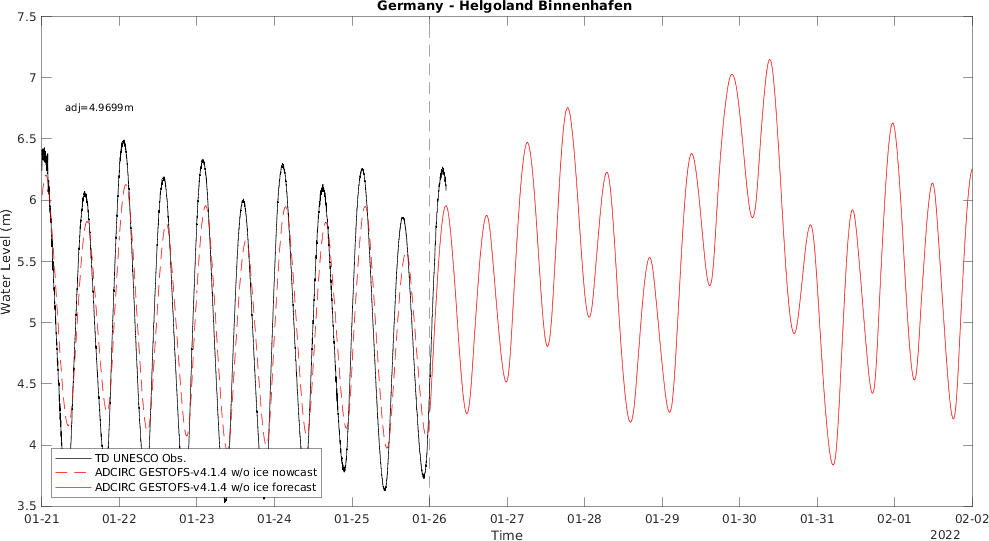 Germany - Helgoland Binnenhafen
7.5
7
6.5
6
5.5
5
4.5
4
3.5
Water Level (m)
adj=4.9699m
TD UNESCO Obs.
ADCIRC GESTOFS-v4.1.4 w/o ice nowcast
ADCIRC GESTOFS-v4.1.4 w/o ice forecast
01-21 01-22 01-23 01-24 01-25 01-26 01-27 01-28 01-29 01-30 01-31 02-01 02-02
Time
2022